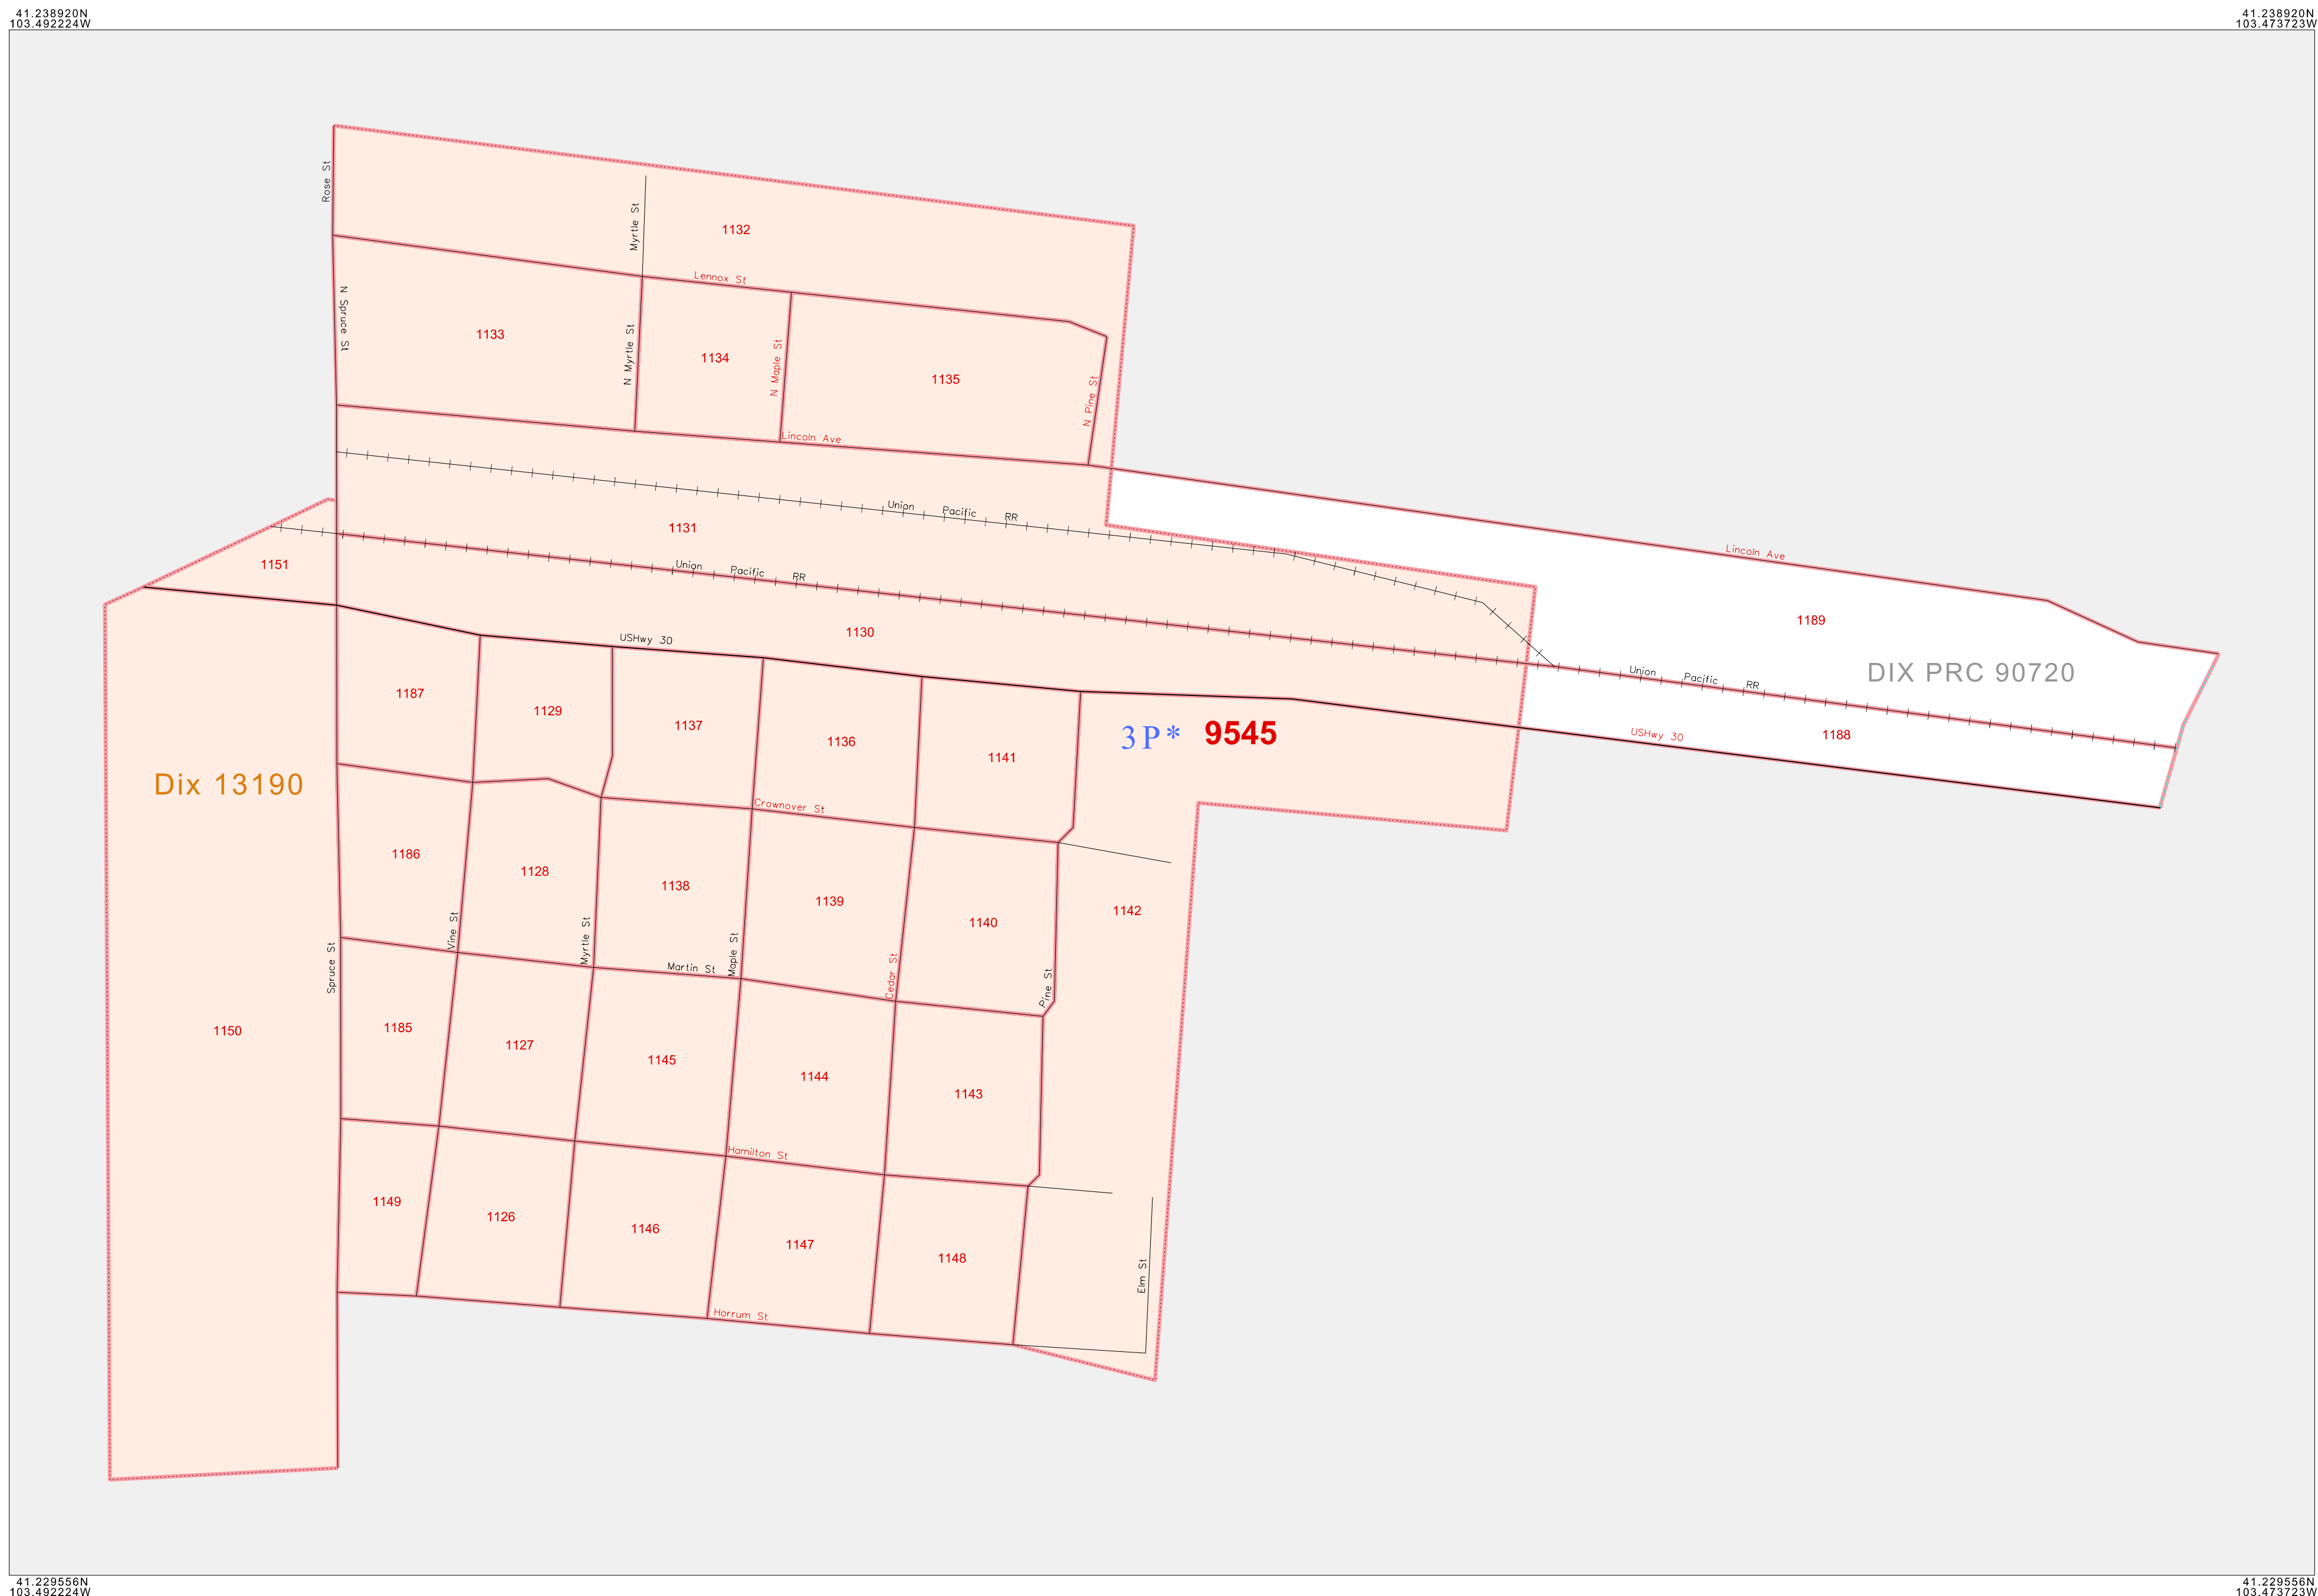 41.238920N
103.492224W
41.238920N
103.473723W
Rose St
Myrtle St
1132
Lennox St
N Spruce St
1133
N Myrtle St
1134
N Maple St
1135
N Pine St
Lincoln Ave
Union Pacific RR
1131
Lincoln Ave
1151
Union Pacific RR
1130
1189
USHwy 30
Union Pacific RR
DIX PRC 90720
1187
1129
1137
1136
1141
3P*
9545
USHwy 30
1188
Dix 13190
Crownover St
1186
1128
1138
1139
1140
1142
Vine St
Myrtle St
Maple St
Spruce St
Martin St
Cedar St
Pine St
1150
1185
1127
1145
1144
1143
Hamilton St
1149
1126
1146
1147
1148
Elm St
Horrum St
41.229556N
103.492224W
41.229556N
103.473723W